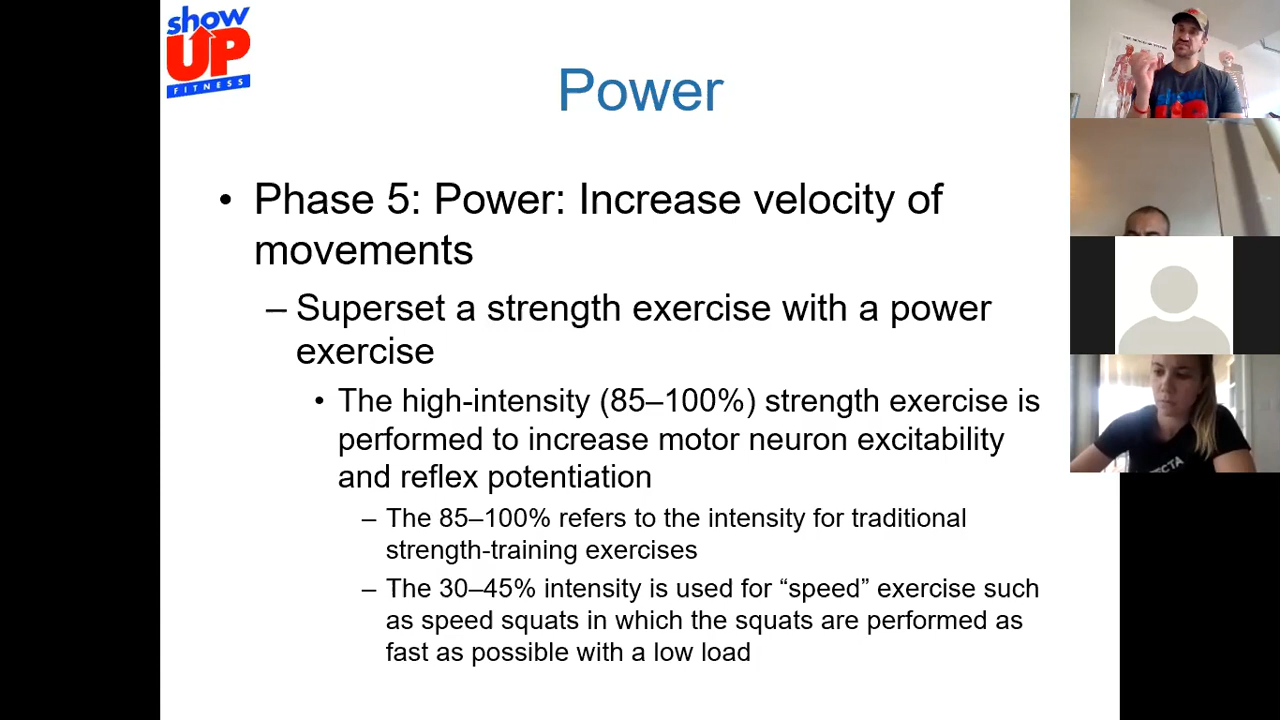 show
UP
FITNESS
Power
• Phase 5: Power: Increase velocity of
movements
– Superset a strength exercise with a power
exercise
• The high-intensity (85–100%) strength exercise is
performed to increase motor neuron excitability
and reflex potentiation
– The 85–100% refers to the intensity for traditional
strength-training exercises
– The 30–45% intensity is used for “speed” exercise such
as speed squats in which the squats are performed as
fast as possible with a low load